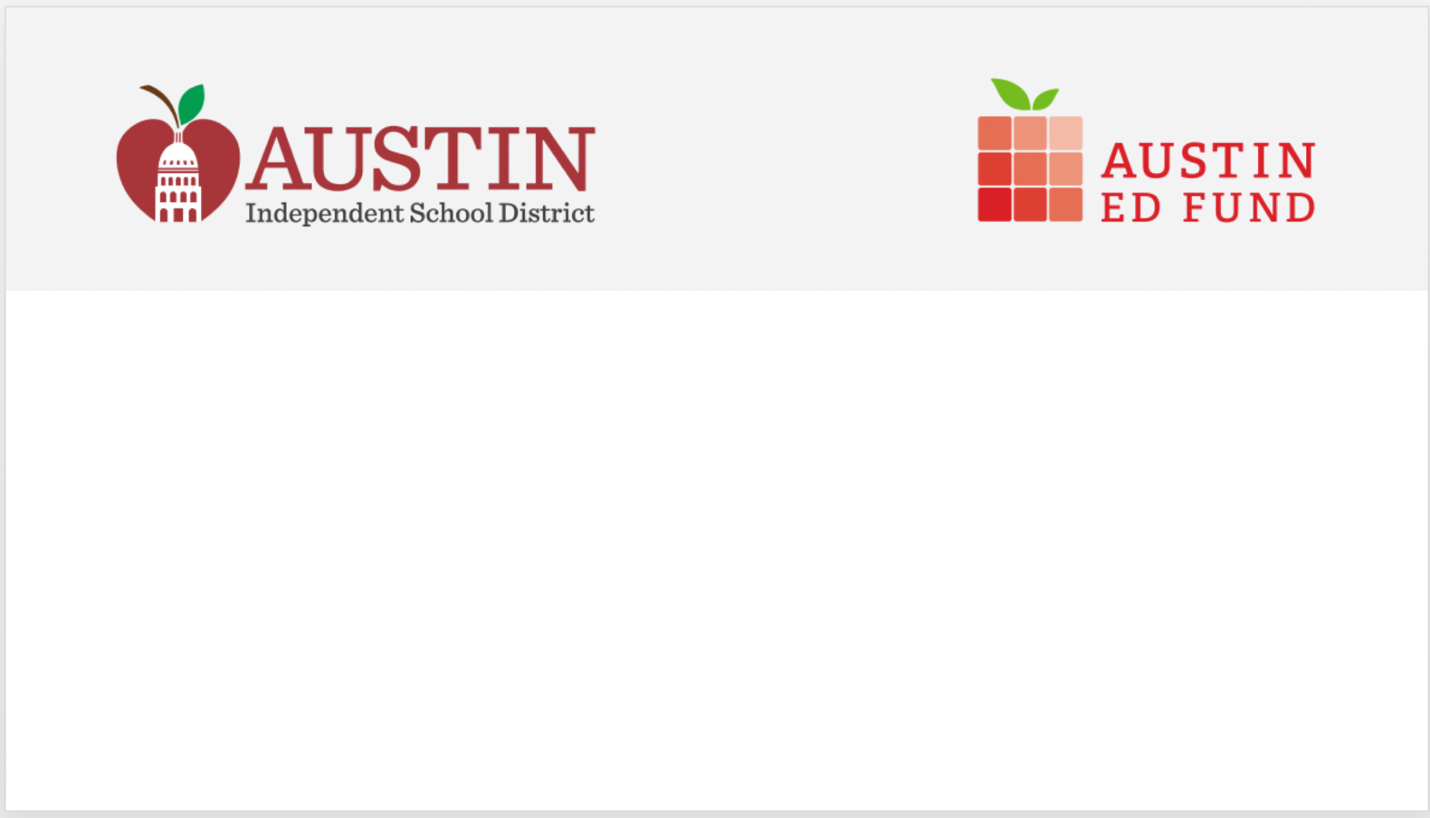 AUSTIN
Independent School District
AUSTIN
ED FUND